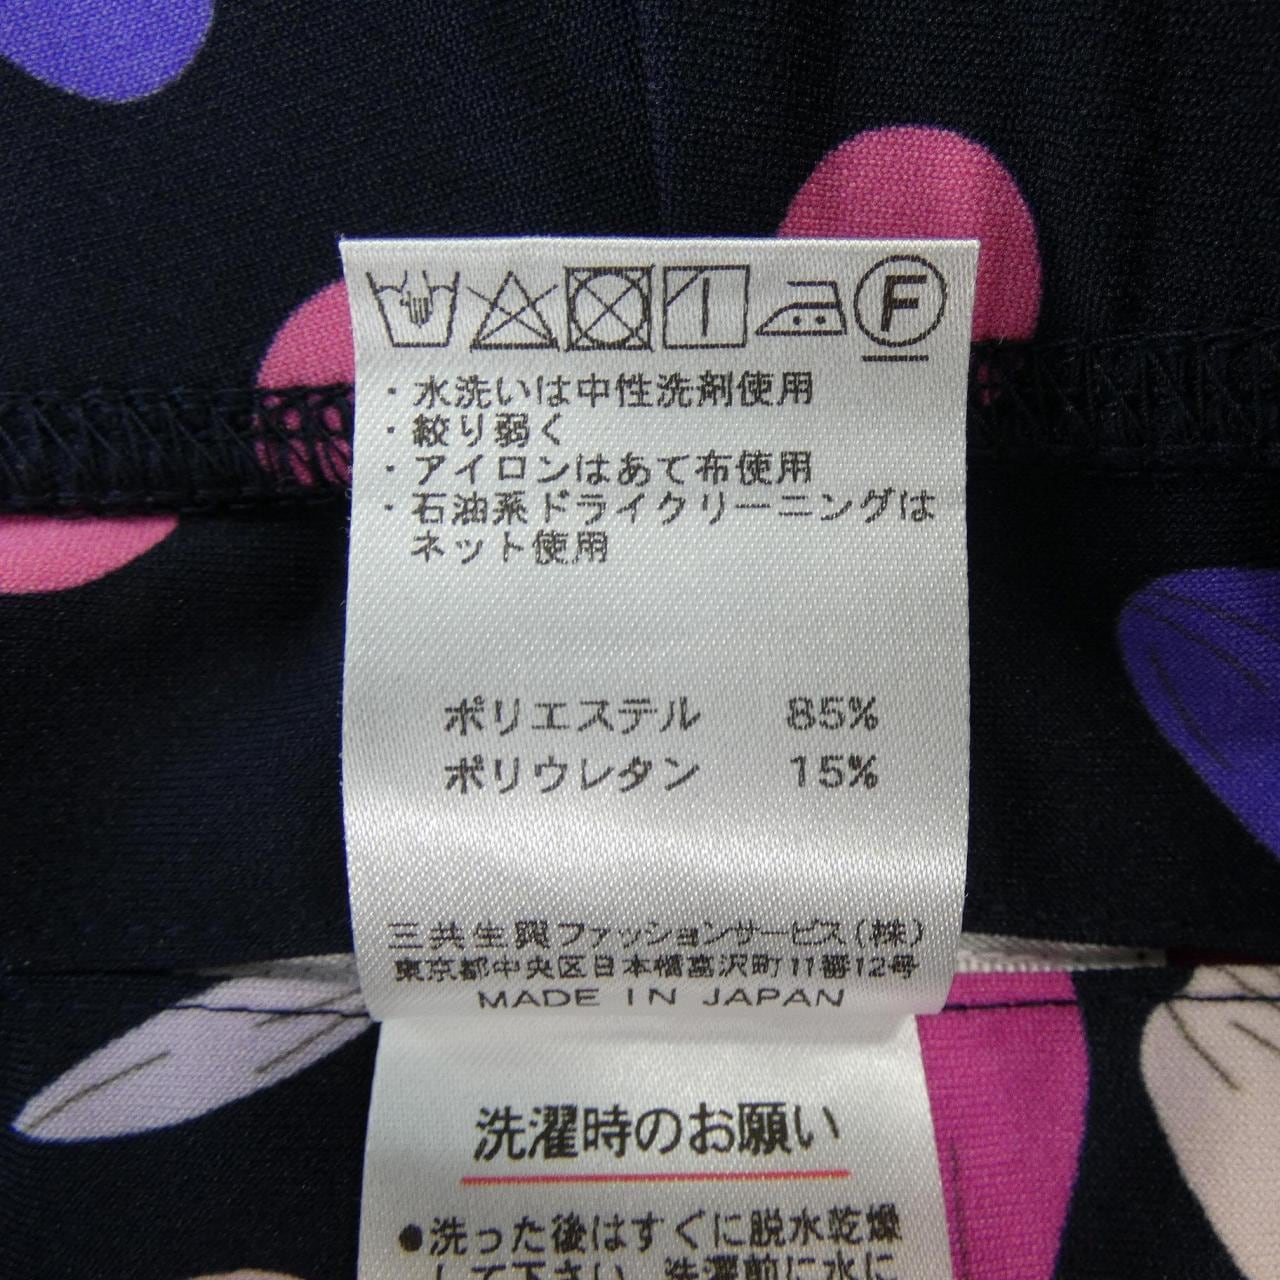 F
・水洗いは中性洗剤使用
・絞り弱く
・アイロンはあて布使用
・石油系ドライクリーニングは
ネット使用
ポリエステル 85%
ポリウレタン 15%
三共生興ファッションサービス(株)
東京都中央区日本橋富沢町11番12号
MADE IN JAPAN
洗濯時のお願い
●洗った後はすぐに脱水乾燥
して下さい。洗濯前に水に